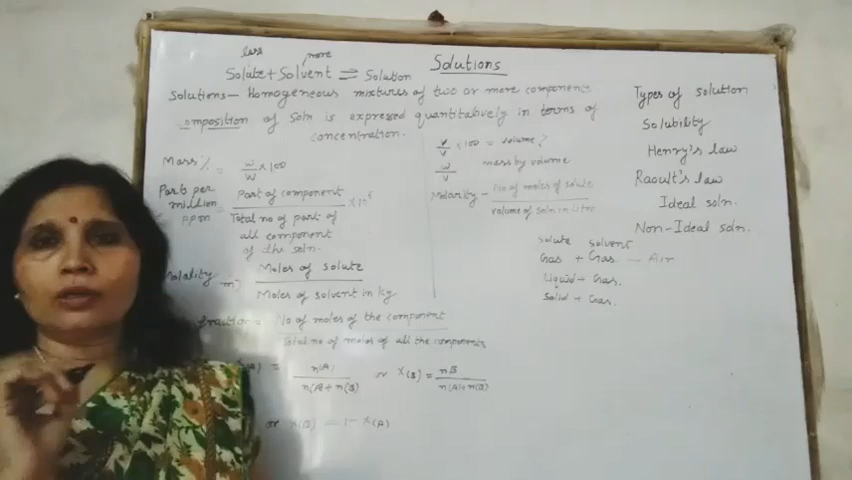 Solutions
less more
Solute + Solvent ⇌ Solution
Solutions — Homogeneous mixtures of two or more components
omposition of Soln is expressed quantitatively in terms of
concentration.
Mass % = w/W × 100
Parts per million ppm = Part of component / Total no of part of all component of the soln. × 10⁶
Molality m) Moles of solute / Moles of solvent in kg
fraction = No of moles of the component / Total no of moles of all the components
(A) = n(A) / n(A) + n(B) or x(B) = nB / n(A) + n(B)
or x(B) = 1 - x(A)
v/V × 100 = volume %
w/V mass by volume
Molarity - No of moles of solute / volume of soln in litre
Types of solution
Solubility
Henry's law
Raoult's law
Ideal soln.
Non-Ideal soln.
Solute Solvent
Gas + Gas — Air
Liquid + Gas.
Solid + Gas.